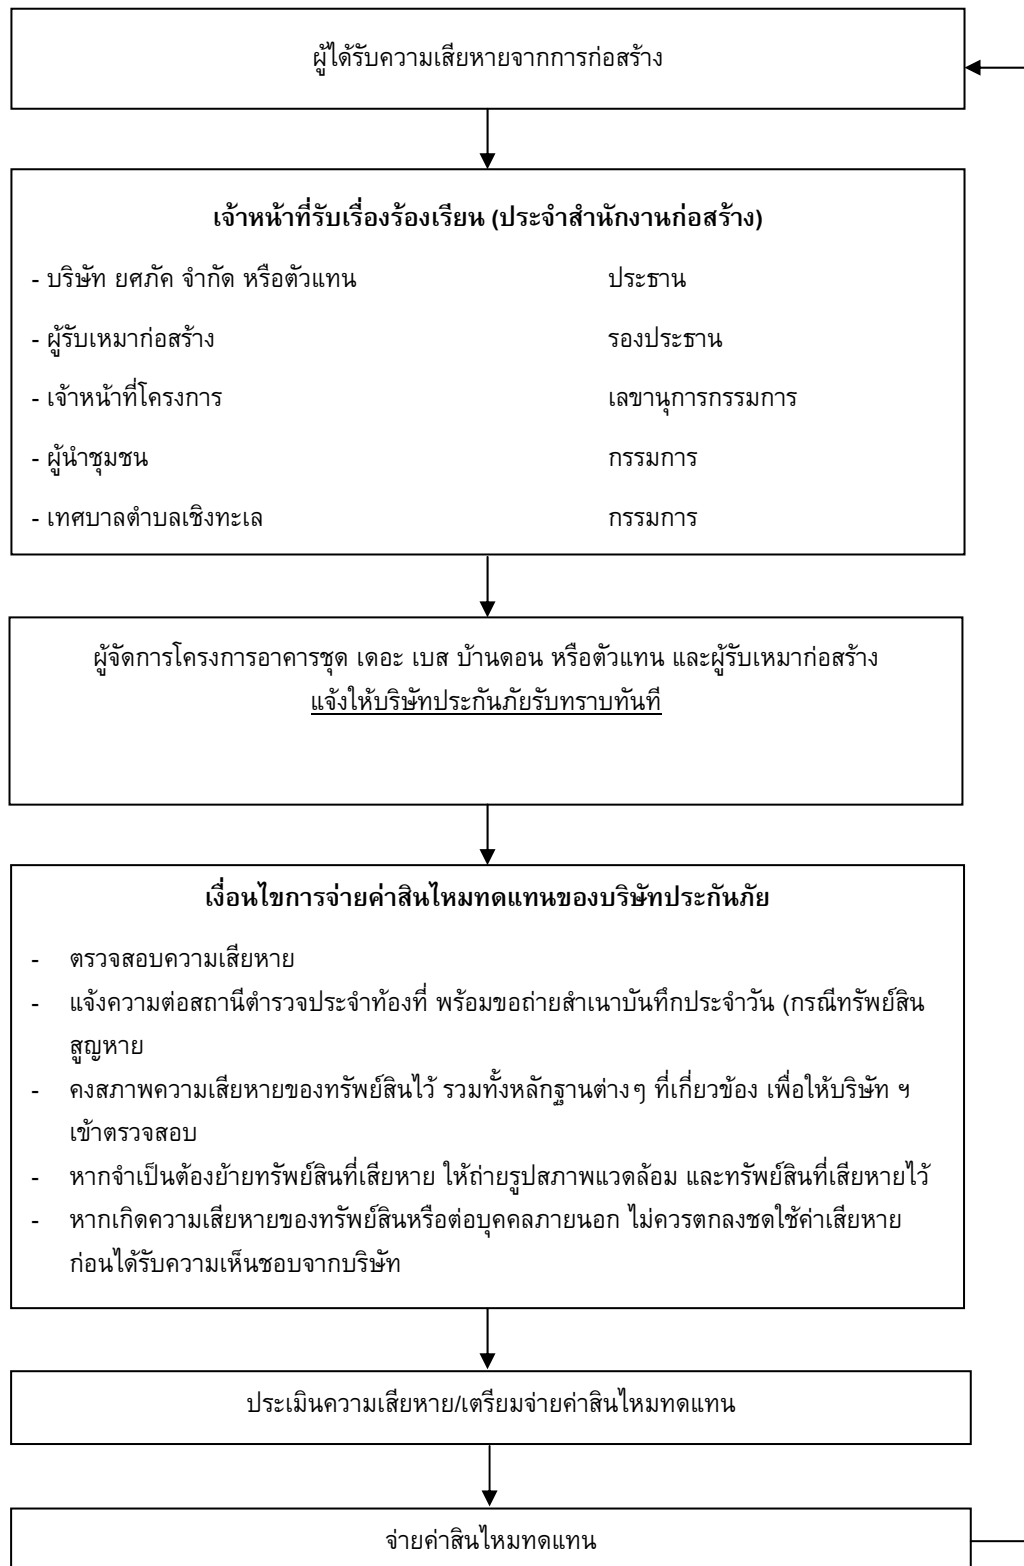 ผู้ได้รับความเสียหายจากการก่อสร้าง
เจ้าหน้าที่รับเรื่องร้องเรียน (ประจำสำนักงานก่อสร้าง)
- บริษัท ยศภัค จำกัด หรือตัวแทน ประธาน
- ผู้รับเหมาก่อสร้าง รองประธาน
- เจ้าหน้าที่โครงการ เลขานุการกรรมการ
- ผู้นำชุมชน กรรมการ
- เทศบาลตำบลเชิงทะเล กรรมการ
ผู้จัดการโครงการอาคารชุด เดอะ เบส บ้านดอน หรือตัวแทน และผู้รับเหมาก่อสร้าง
แจ้งให้บริษัทประกันภัยรับทราบทันที
เงื่อนไขการจ่ายค่าสินไหมทดแทนของบริษัทประกันภัย
- ตรวจสอบความเสียหาย
- แจ้งความต่อสถานีตำรวจประจำท้องที่ พร้อมขอถ่ายสำเนาบันทึกประจำวัน (กรณีทรัพย์สิน
สูญหาย
- คงสภาพความเสียหายของทรัพย์สินไว้ รวมทั้งหลักฐานต่างๆ ที่เกี่ยวข้อง เพื่อให้บริษัท ฯ
เข้าตรวจสอบ
- หากจำเป็นต้องย้ายทรัพย์สินที่เสียหาย ให้ถ่ายรูปสภาพแวดล้อม และทรัพย์สินที่เสียหายไว้
- หากเกิดความเสียหายของทรัพย์สินหรือต่อบุคคลภายนอก ไม่ควรตกลงชดใช้ค่าเสียหาย
ก่อนได้รับความเห็นชอบจากบริษัท
ประเมินความเสียหาย/เตรียมจ่ายค่าสินไหมทดแทน
จ่ายค่าสินไหมทดแทน